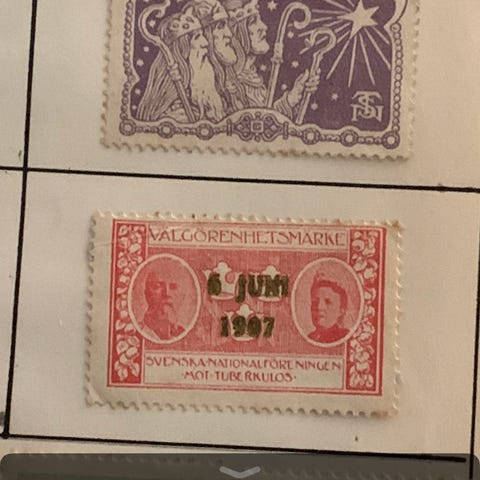 VÄLGÖRENHETSMÄRKE
6 JUNI
1907
SVENSKA·NATIONALFÖRENINGEN
·MOT·TUBERKULOS·